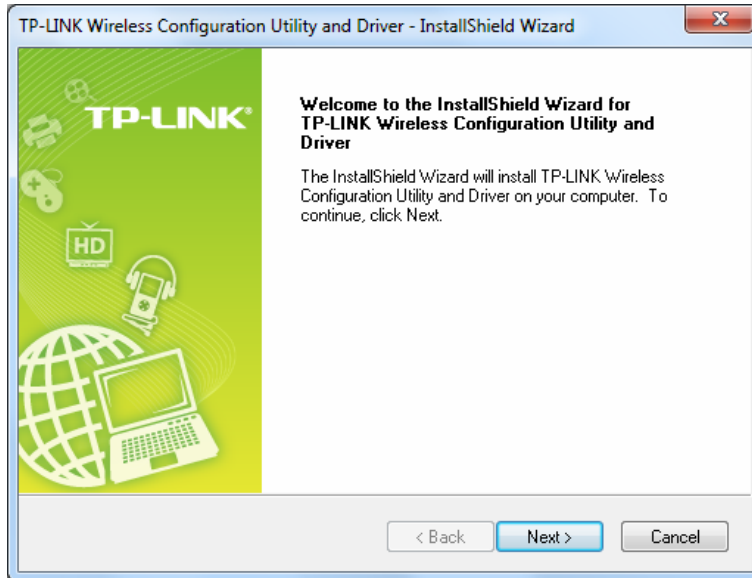 TP-LINK Wireless Configuration Utility and Driver - InstallShield Wizard
TP-LINK®
HD
Welcome to the InstallShield Wizard for
TP-LINK Wireless Configuration Utility and
Driver
The InstallShield Wizard will install TP-LINK Wireless
Configuration Utility and Driver on your computer. To
continue, click Next.
< Back
Next >
Cancel